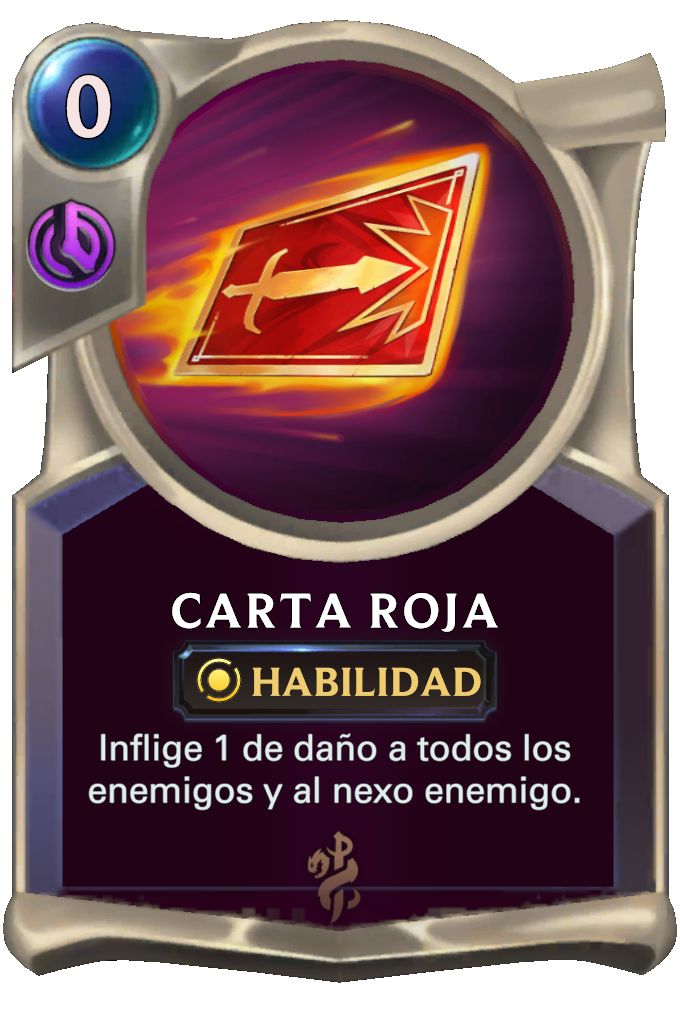 0
CARTA ROJA
HABILIDAD
Inflige 1 de daño a todos los
enemigos y al nexo enemigo.